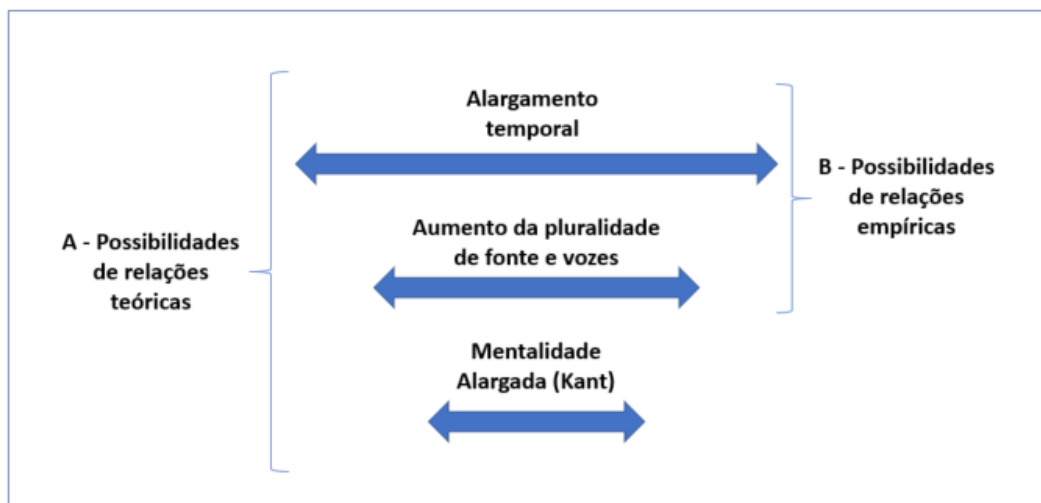 Alargamento
temporal
B - Possibilidades
de relações
empíricas
Aumento da pluralidade
de fonte e vozes
A - Possibilidades
de relações
teóricas
Mentalidade
Alargada (Kant)